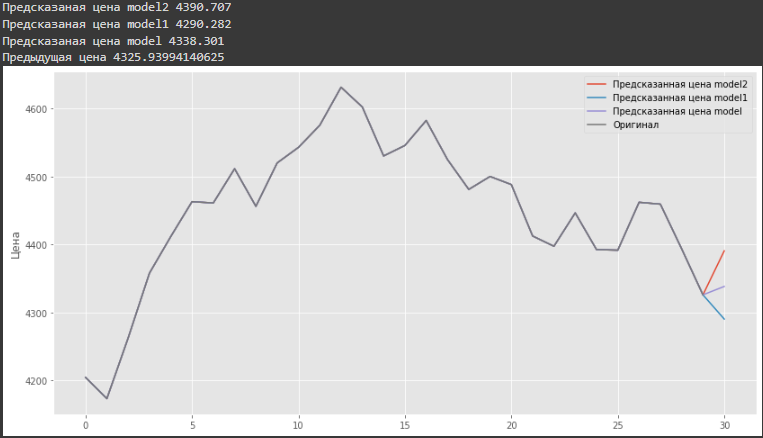 Предсказаная цена model2 4390.707
Предсказаная цена model1 4290.282
Предсказаная цена model 4338.301
Предыдущая цена 4325.93994140625
Предсказанная цена model2
Предсказанная цена model1
Предсказанная цена model
Оригинал
Цена
4600
4500
4400
4300
4200
0 5 10 15 20 25 30